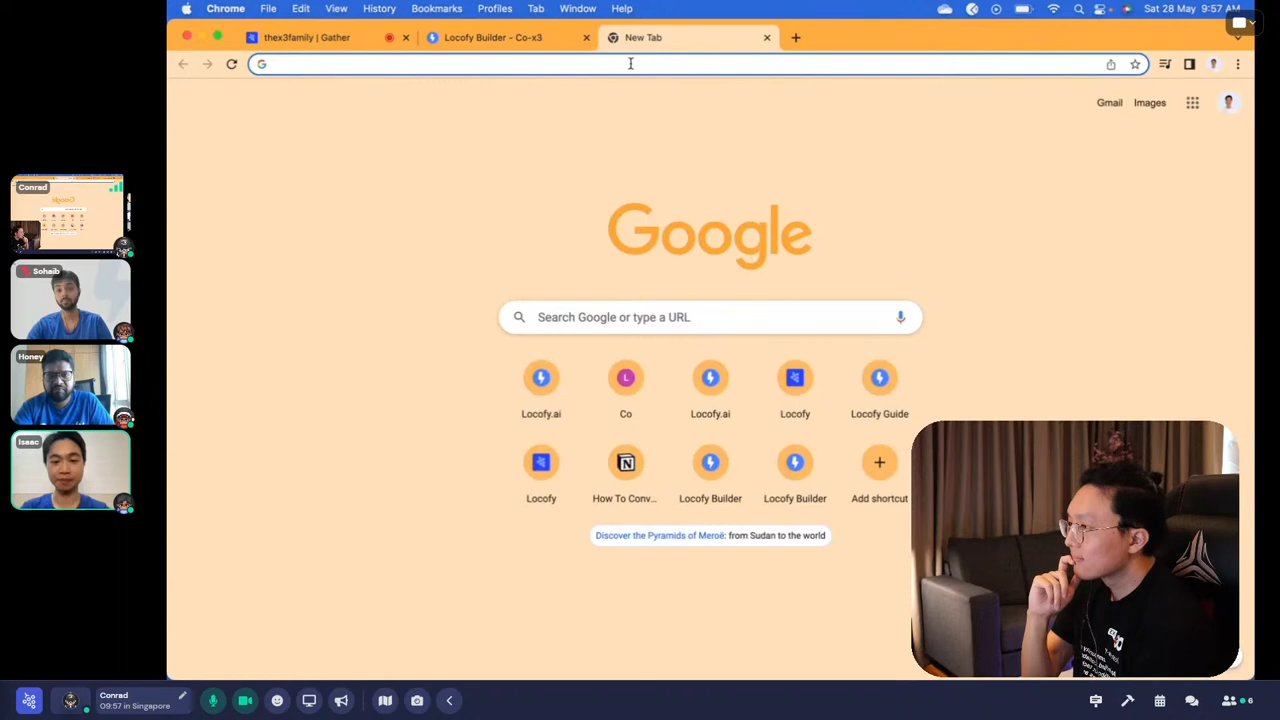 Chrome File Edit View History Bookmarks Profiles Tab Window Help Sat 28 May 9:57 AM
thex3family | Gather
Locofy Builder - Co-x3
New Tab
Gmail Images
Conrad
Sohaib
Honey
Isaac
Google
Search Google or type a URL
L
Locofy.ai Co Locofy.ai Locofy Locofy Guide
Locofy How To Conv... Locofy Builder Locofy Builder Add shortcut
Discover the Pyramids of Meroë: from Sudan to the world
Conrad
09:57 in Singapore
6